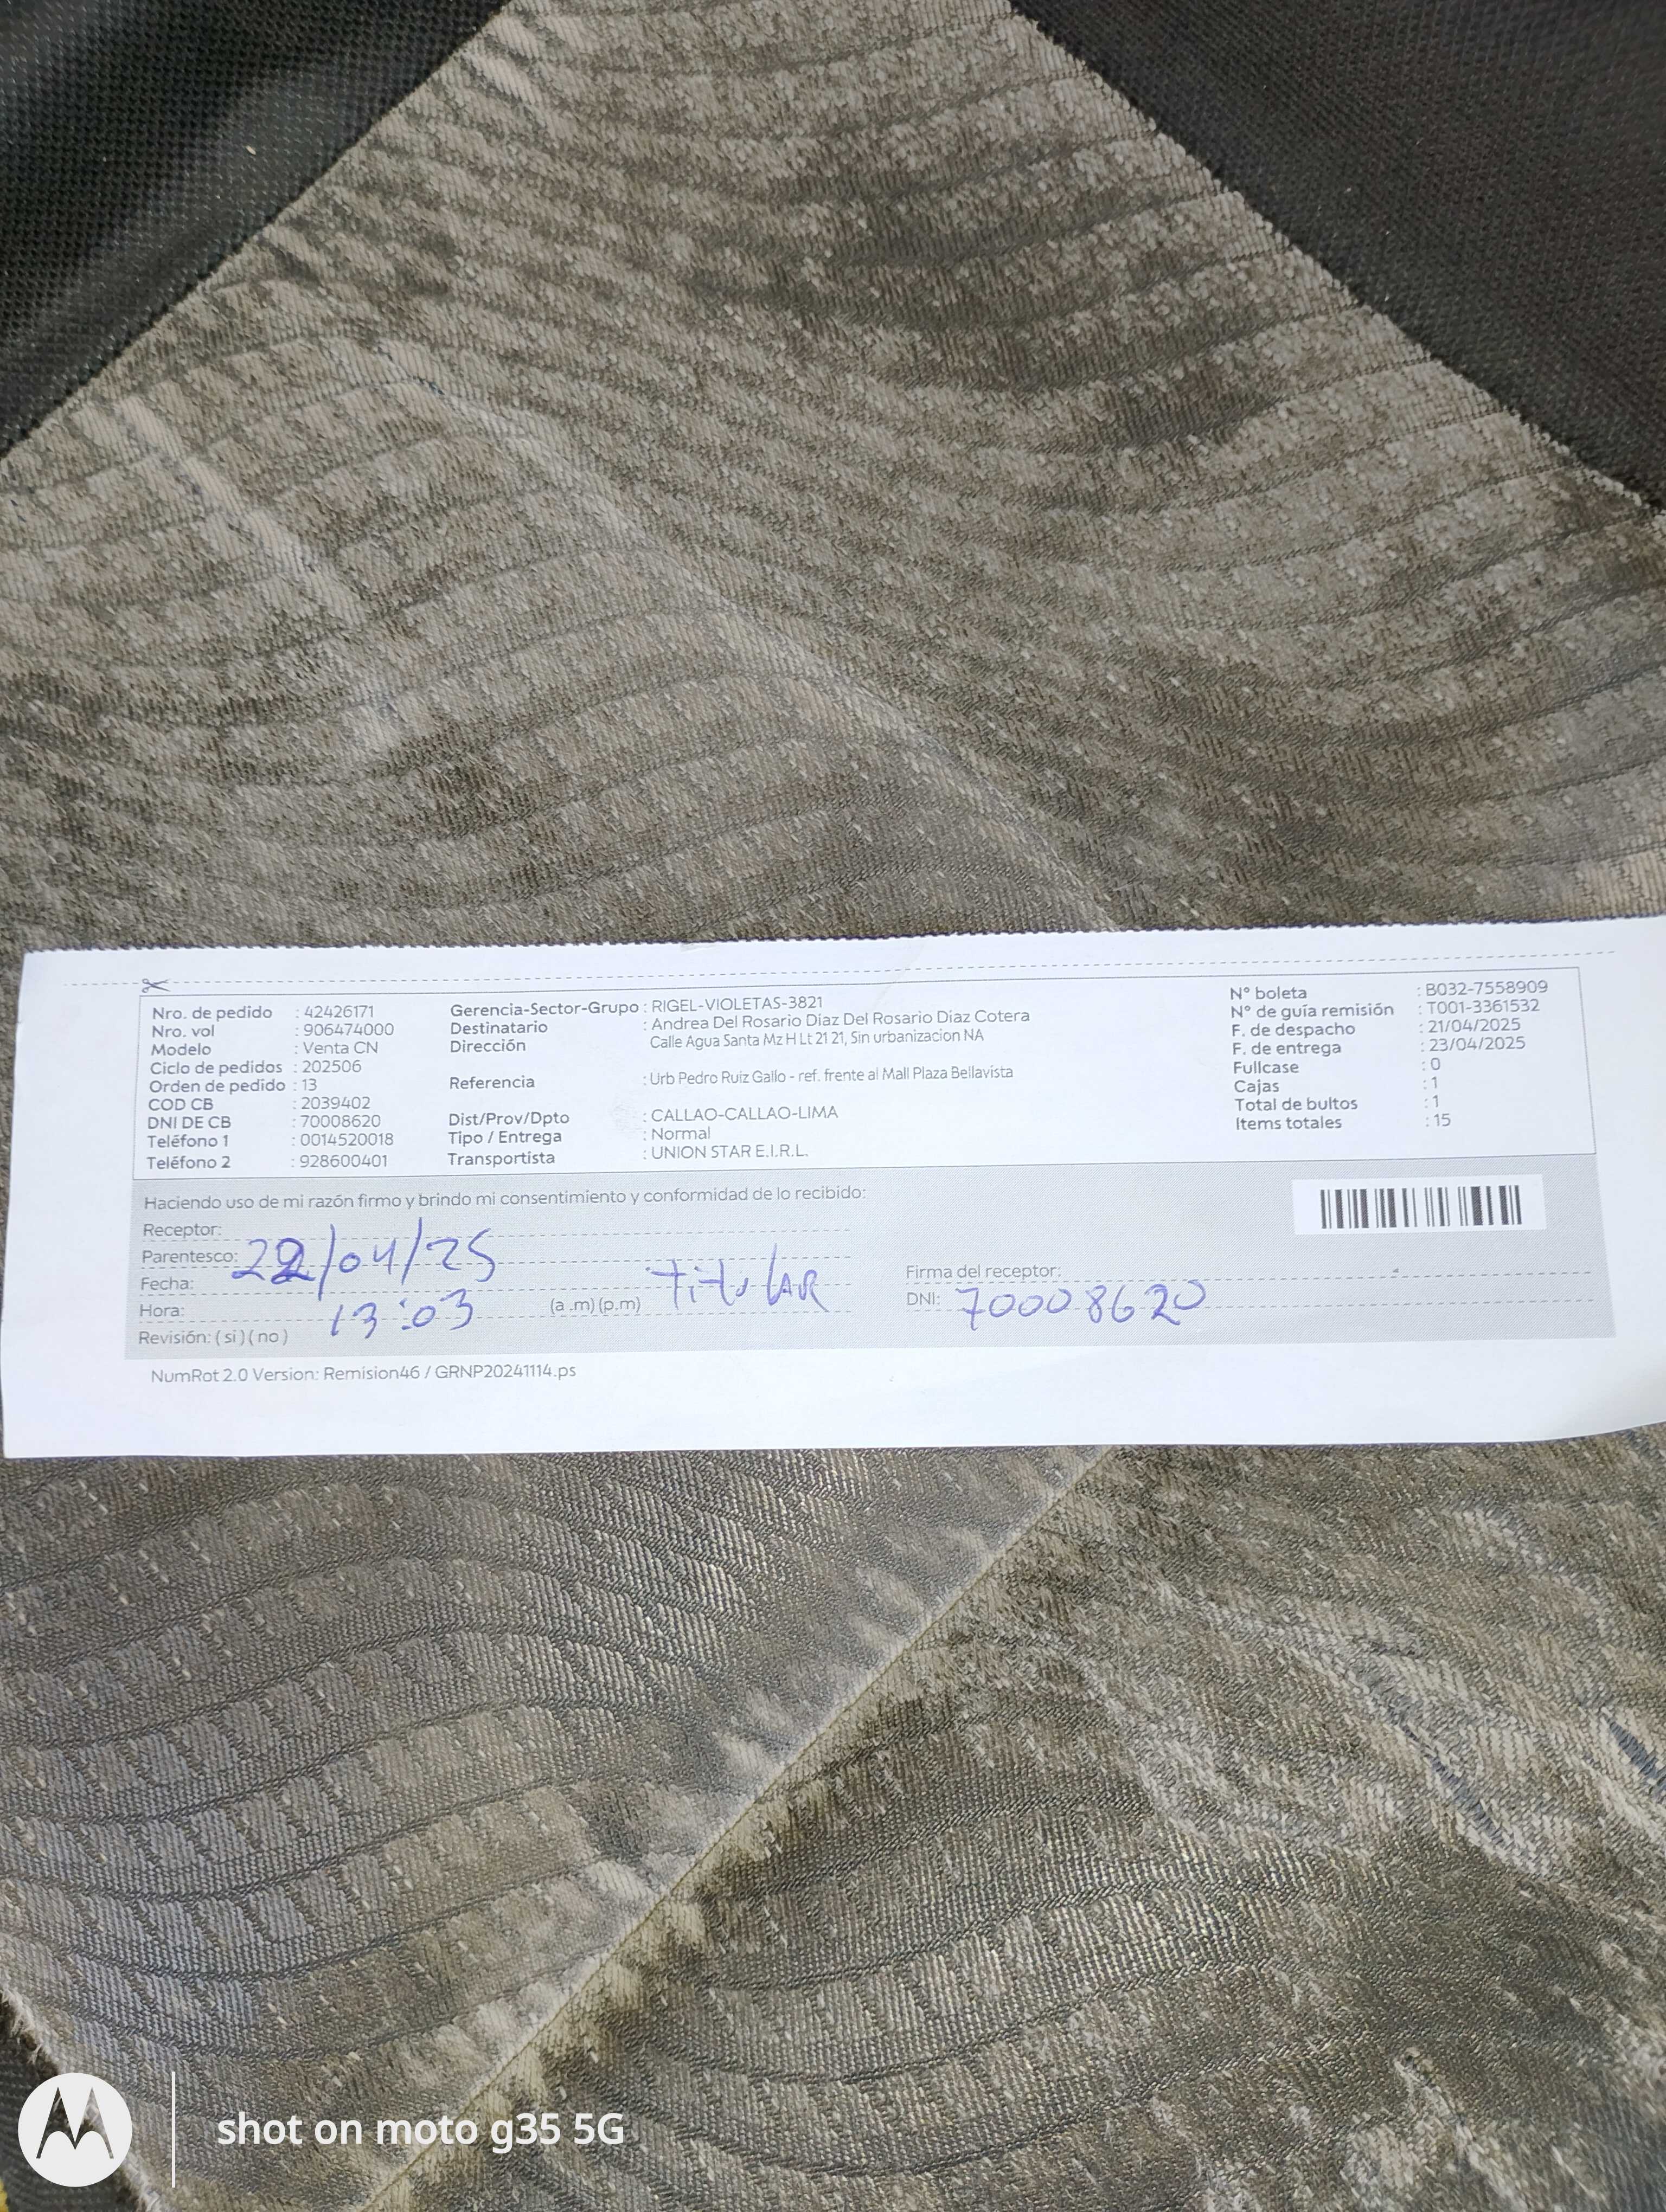 Nro. de pedido : 42426171
Nro. vol : 906474000
Modelo : Venta CN
Ciclo de pedidos : 202506
Orden de pedido : 13
COD CB : 2039402
DNI DE CB : 70008620
Teléfono 1 : 0014520018
Teléfono 2 : 928600401
Gerencia-Sector-Grupo : RIGEL-VIOLETAS-3821
Destinatario : Andrea Del Rosario Diaz Del Rosario Diaz Cotera
Dirección Calle Agua Santa Mz H Lt 21 21, Sin urbanizacion NA
Referencia : Urb Pedro Ruiz Gallo - ref. frente al Mall Plaza Bellavista
Dist/Prov/Dpto : CALLAO-CALLAO-LIMA
Tipo / Entrega : Normal
Transportista : UNION STAR E.I.R.L.
N° boleta : B032-7558909
N° de guía remisión : T001-3361532
F. de despacho : 21/04/2025
F. de entrega : 23/04/2025
Fullcase : 0
Cajas : 1
Total de bultos : 1
Items totales : 15
Haciendo uso de mi razón firmo y brindo mi consentimiento y conformidad de lo recibido:
Receptor:
Parentesco:
Fecha: 22/04/25
Hora: 13:03 (a .m) (p.m) titulAR
Revisión: ( si ) ( no )
Firma del receptor:
DNI: 70008620
NumRot 2.0 Version: Remision46 / GRNP20241114.ps
shot on moto g35 5G